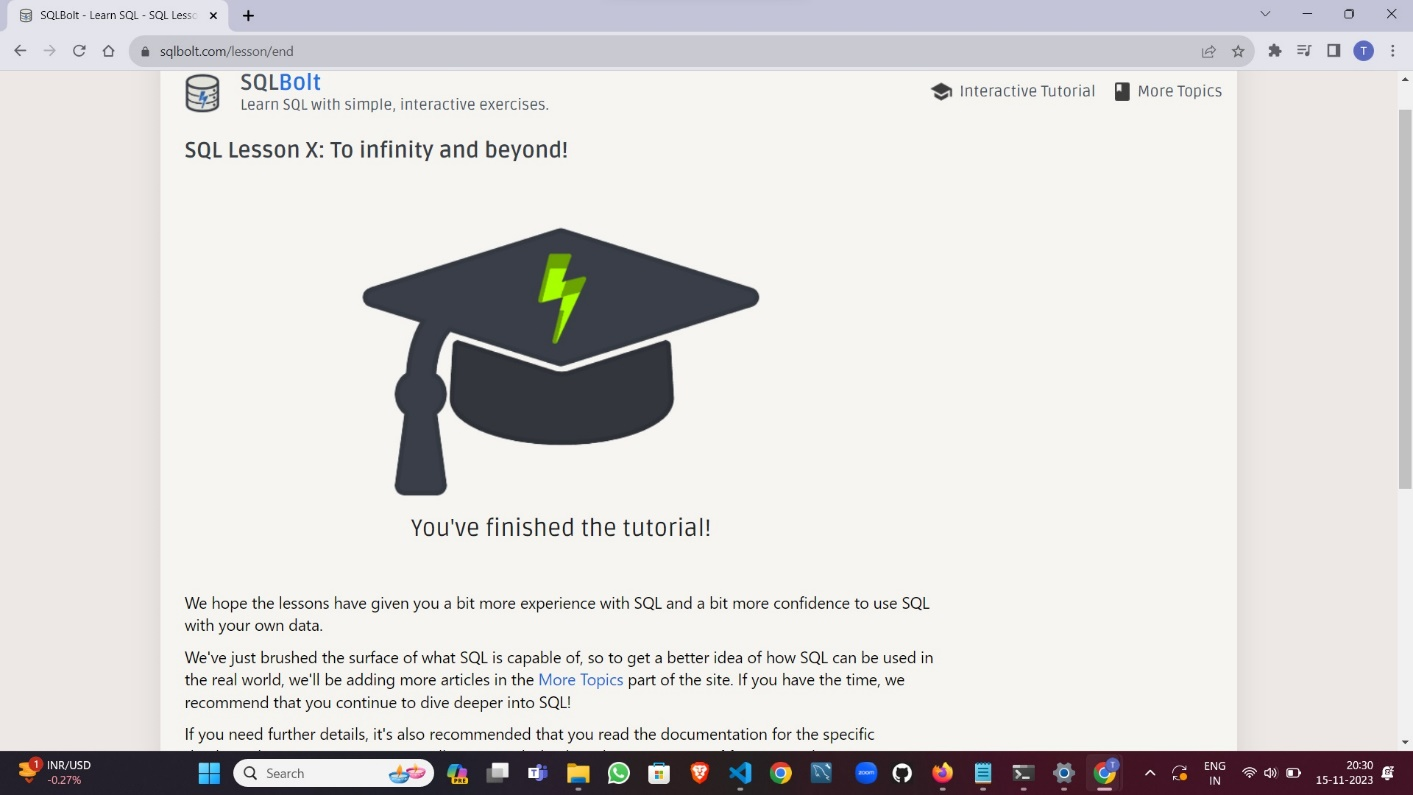 SQLBolt - Learn SQL - SQL Lesso
sqlbolt.com/lesson/end
T
SQLBolt
Learn SQL with simple, interactive exercises.
Interactive Tutorial
More Topics
SQL Lesson X: To infinity and beyond!
You've finished the tutorial!
We hope the lessons have given you a bit more experience with SQL and a bit more confidence to use SQL
with your own data.
We've just brushed the surface of what SQL is capable of, so to get a better idea of how SQL can be used in
the real world, we'll be adding more articles in the More Topics part of the site. If you have the time, we
recommend that you continue to dive deeper into SQL!
If you need further details, it's also recommended that you read the documentation for the specific
1
INR/USD
-0.27%
Search
PRE
zoom
T
ENG
IN
20:30
15-11-2023